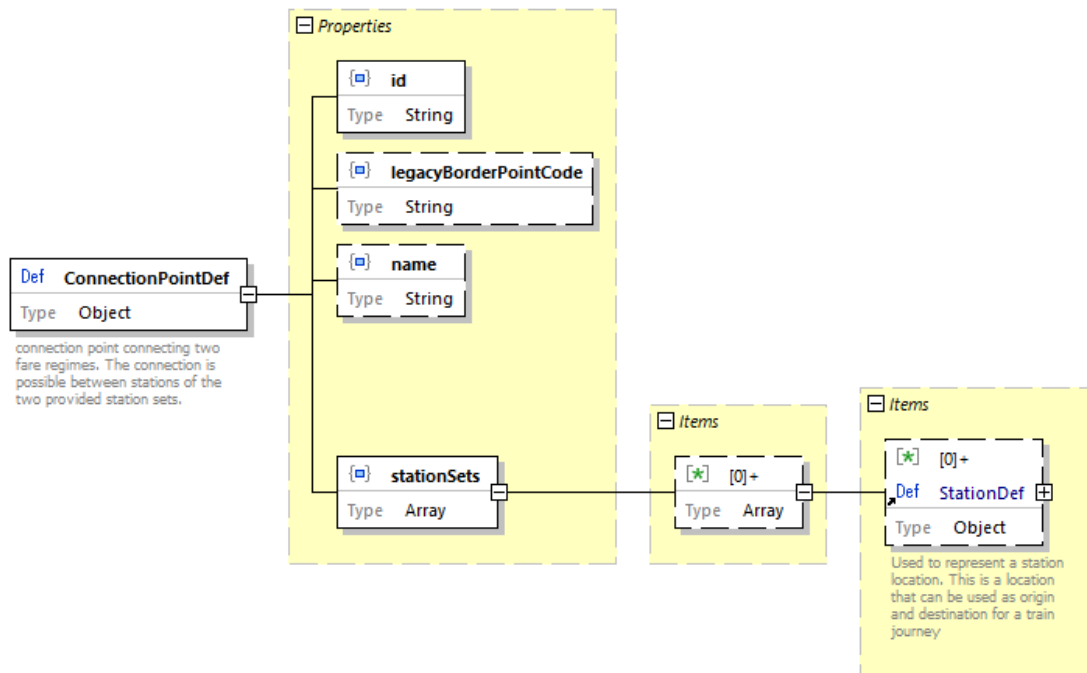 Properties
id
Type String
legacyBorderPointCode
Type String
name
Type String
Def ConnectionPointDef
Type Object
connection point connecting two
fare regimes. The connection is
possible between stations of the
two provided station sets.
stationSets
Type Array
Items
[0]+
Type Array
Items
[0]+
Def StationDef
Type Object
Used to represent a station
location. This is a location
that can be used as origin
and destination for a train
journey